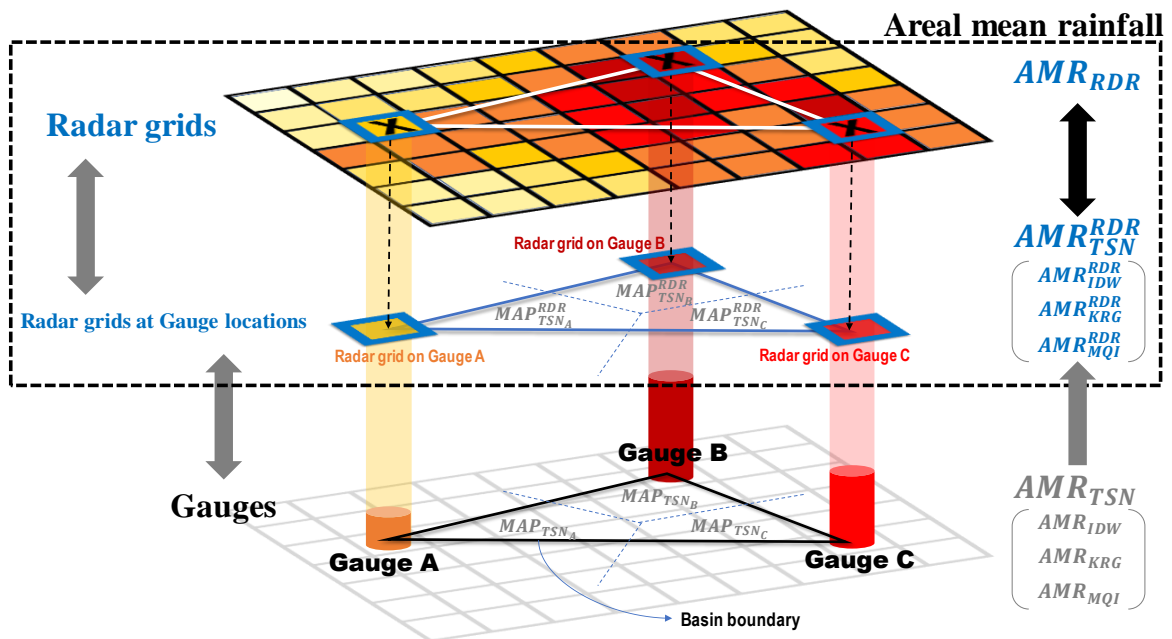 Areal mean rainfall
Radar grids
AMR_RDR
X
X
X
Radar grid on Gauge B
AMR^RDR_TSN
MAP^RDR_TSN_B
MAP^RDR_TSN_A
MAP^RDR_TSN_C
AMR^RDR_IDW
AMR^RDR_KRG
AMR^RDR_MQI
Radar grids at Gauge locations
Radar grid on Gauge A
Radar grid on Gauge C
Gauge B
Gauges
MAP_TSN_B
MAP_TSN_A
MAP_TSN_C
AMR_TSN
AMR_IDW
AMR_KRG
AMR_MQI
Gauge A
Gauge C
Basin boundary